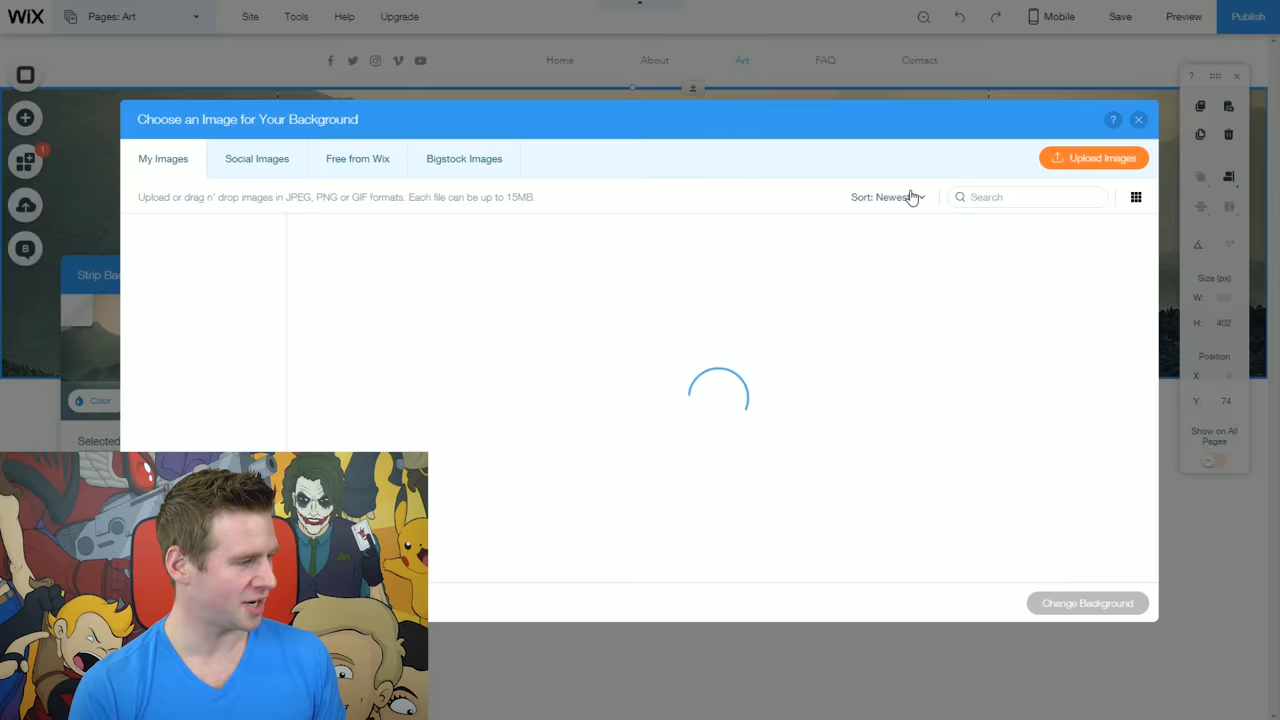 WiX
Pages: Art
Site
Tools
Help
Upgrade
Mobile
Save
Preview
Publish
Home
About
Art
FAQ
Contact
1
Choose an Image for Your Background
?
My Images
Social Images
Free from Wix
Bigstock Images
Upload Images
Upload or drag n' drop images in JPEG, PNG or GIF formats. Each file can be up to 15MB.
Sort:
Search
B
Strip
Color
Selected
Change Background
?
Size (px)
W:
H: 402
Position
X:
Y: 74
Show on All
Pages